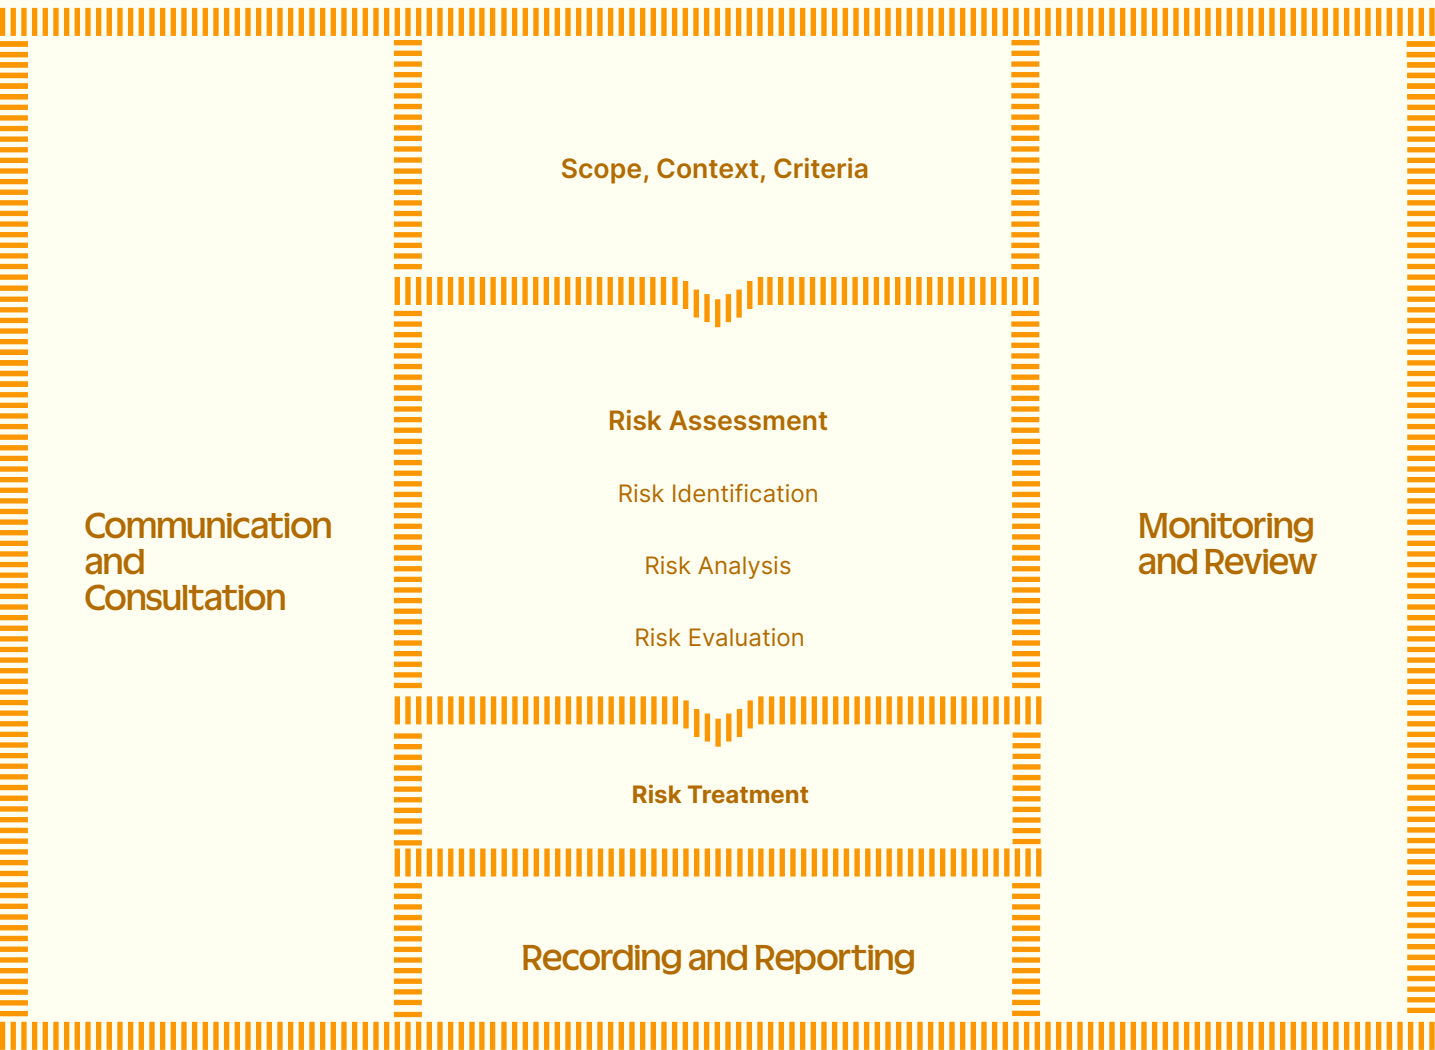 Communication
and
Consultation
Scope, Context, Criteria
Risk Assessment
Risk Identification
Risk Analysis
Risk Evaluation
Risk Treatment
Recording and Reporting
Monitoring
and Review